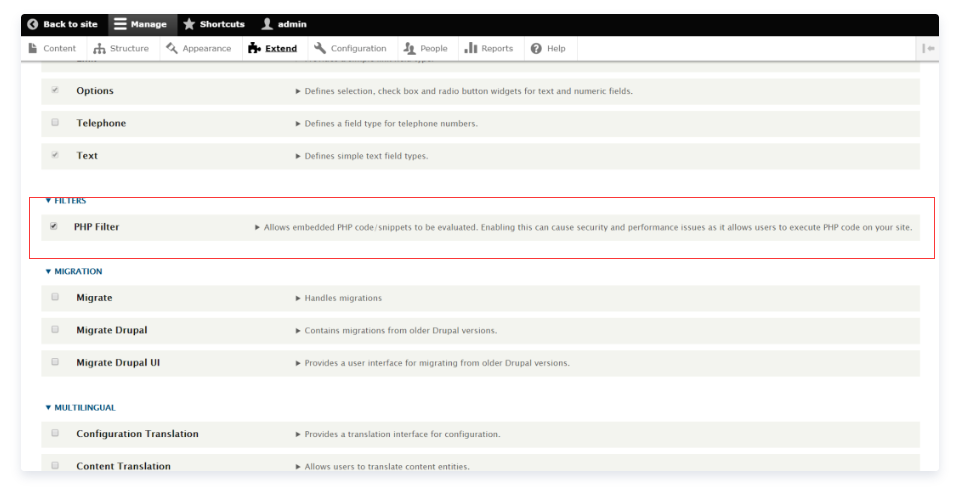 Back to site Manage Shortcuts admin
Content Structure Appearance Extend Configuration People Reports Help
Options ▶ Defines selection, check box and radio button widgets for text and numeric fields.
Telephone ▶ Defines a field type for telephone numbers.
Text ▶ Defines simple text field types.
▼ FILTERS
PHP Filter ▶ Allows embedded PHP code/snippets to be evaluated. Enabling this can cause security and performance issues as it allows users to execute PHP code on your site.
▼ MIGRATION
Migrate ▶ Handles migrations
Migrate Drupal ▶ Contains migrations from older Drupal versions.
Migrate Drupal UI ▶ Provides a user interface for migrating from older Drupal versions.
▼ MULTILINGUAL
Configuration Translation ▶ Provides a translation interface for configuration.
Content Translation ▶ Allows users to translate content entities.